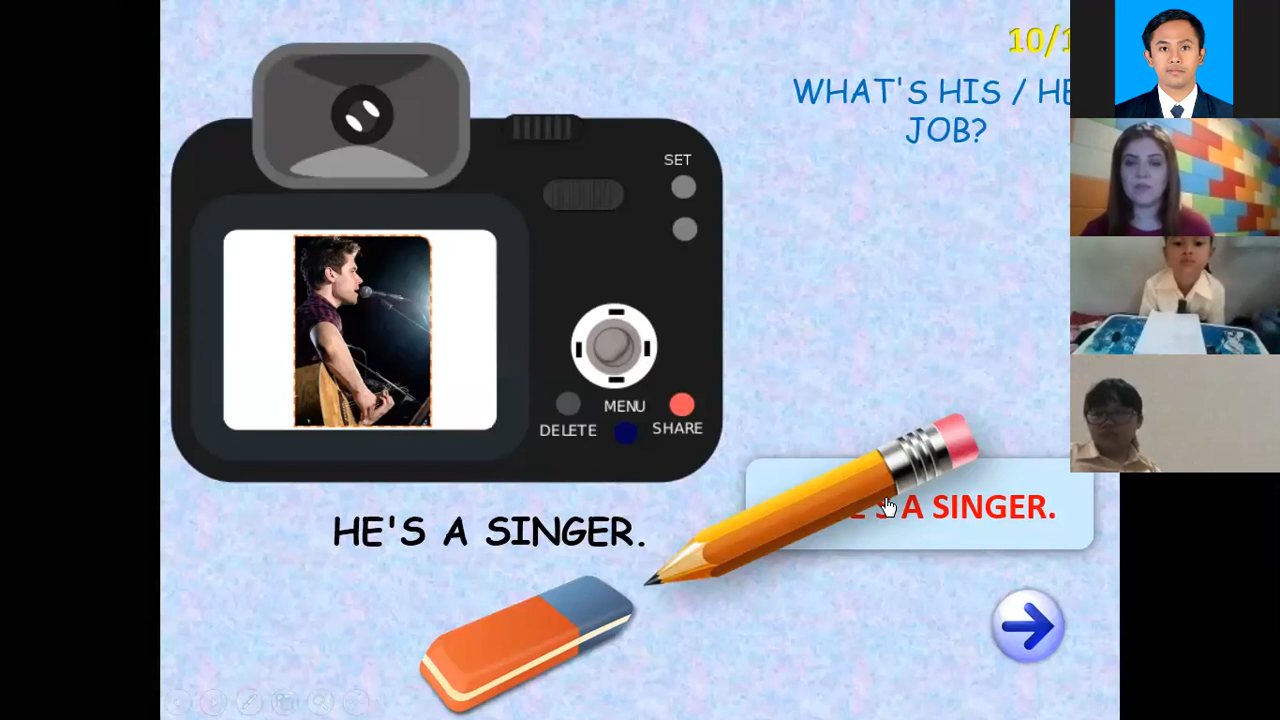 10/1
WHAT'S HIS / HE
JOB?
SET
MENU
DELETE
SHARE
HE'S A SINGER.
A SINGER.